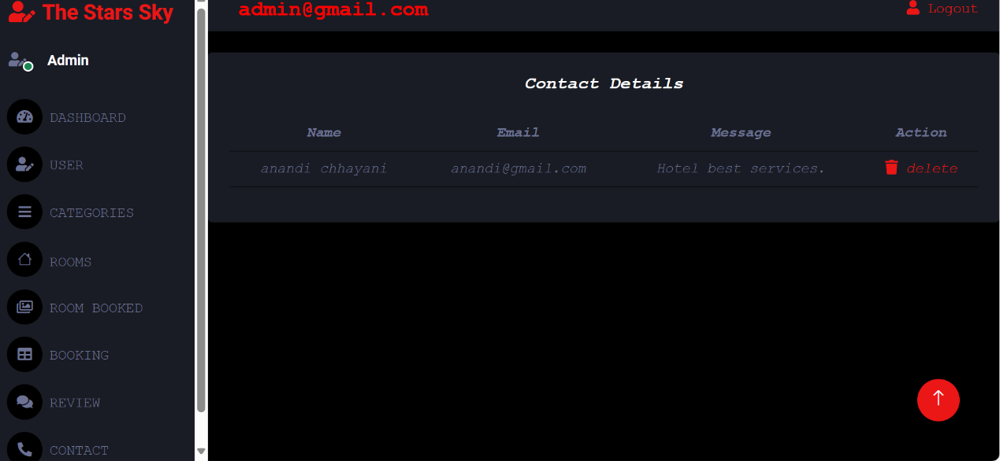 The Stars Sky
Admin
DASHBOARD
USER
CATEGORIES
ROOMS
ROOM BOOKED
BOOKING
REVIEW
CONTACT
admin@gmail.com
Logout
Contact Details
Name Email Message Action
anandi chhayani anandi@gmail.com Hotel best services. delete